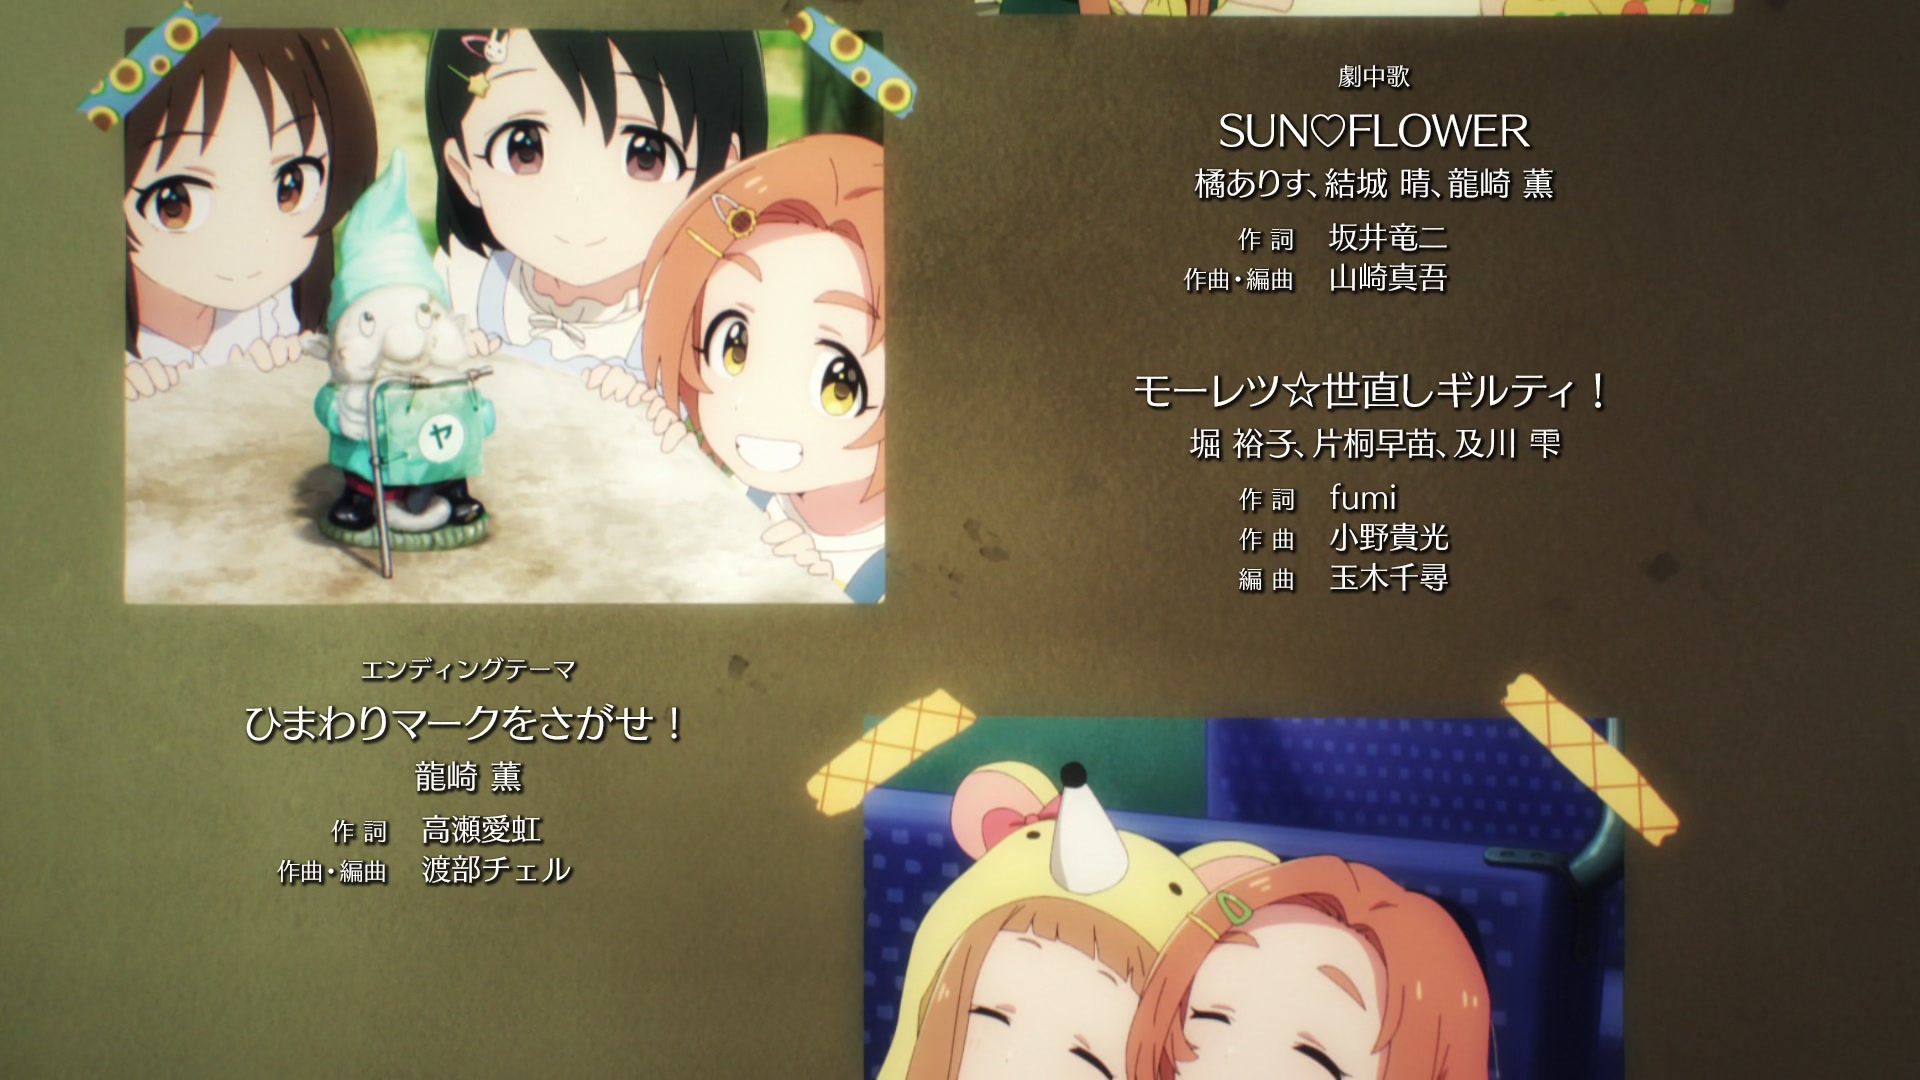 劇中歌
SUN♡FLOWER
橘ありす、結城 晴、龍崎 薫
作 詞 坂井竜二
作曲・編曲 山崎真吾
モーレツ☆世直しギルティ！
堀 裕子、片桐早苗、及川 雫
作 詞 fumi
作 曲 小野貴光
編 曲 玉木千尋
ヤ
エンディングテーマ
ひまわりマークをさがせ！
龍崎 薫
作 詞 高瀬愛虹
作曲・編曲 渡部チェル